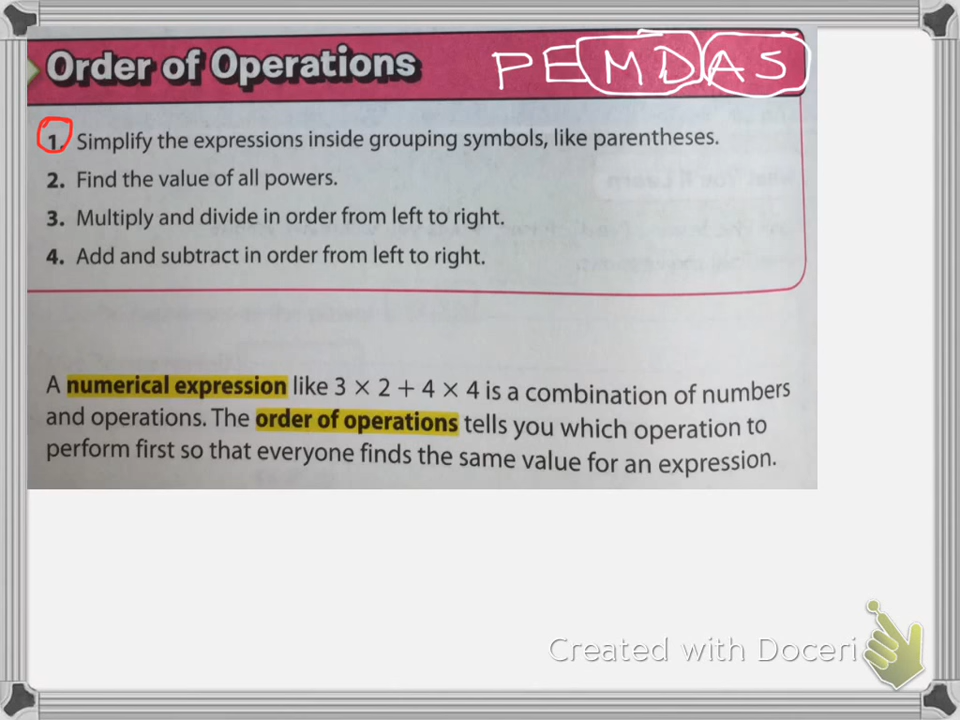 Order of Operations PEMDAS
1. Simplify the expressions inside grouping symbols, like parentheses.
2. Find the value of all powers.
3. Multiply and divide in order from left to right.
4. Add and subtract in order from left to right.
A numerical expression like 3 × 2 + 4 × 4 is a combination of numbers
and operations. The order of operations tells you which operation to
perform first so that everyone finds the same value for an expression.
Created with Doceri